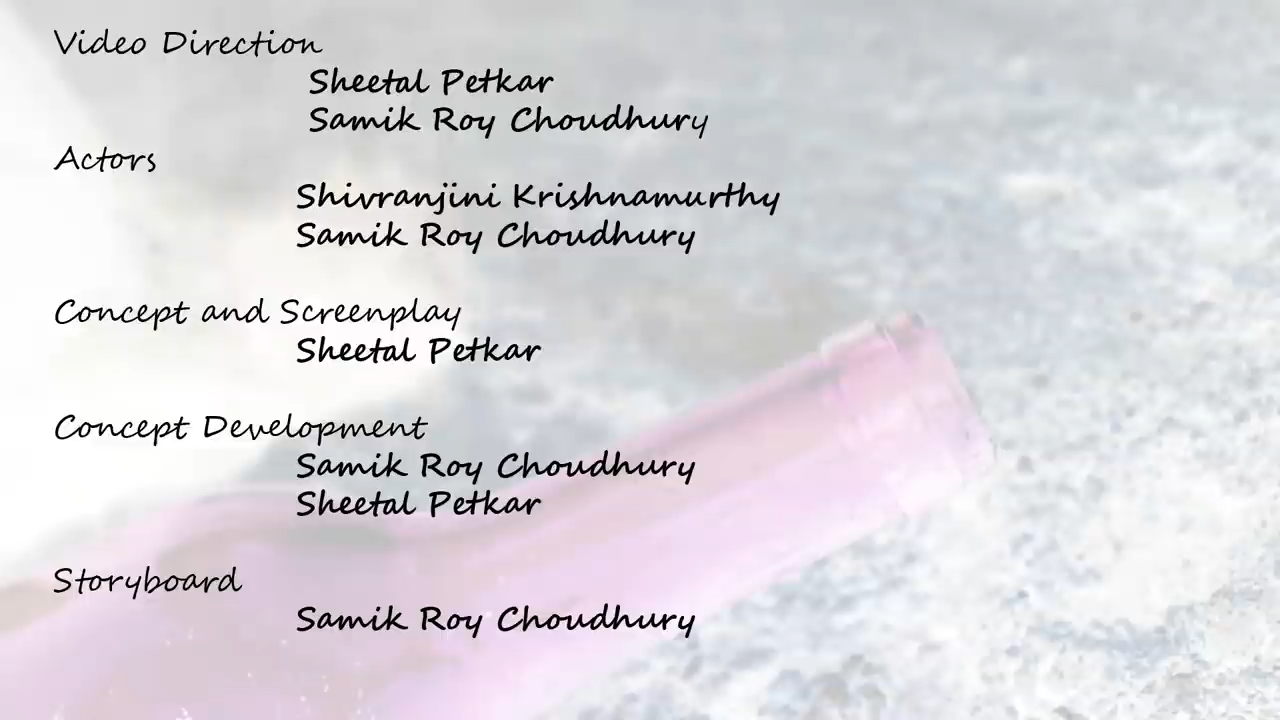 Video Direction
Sheetal Petkar
Samik Roy Choudhury
Actors
Shivranjini Krishnamurthy
Samik Roy Choudhury
Concept and Screenplay
Sheetal Petkar
Concept Development
Samik Roy Choudhury
Sheetal Petkar
Storyboard
Samik Roy Choudhury